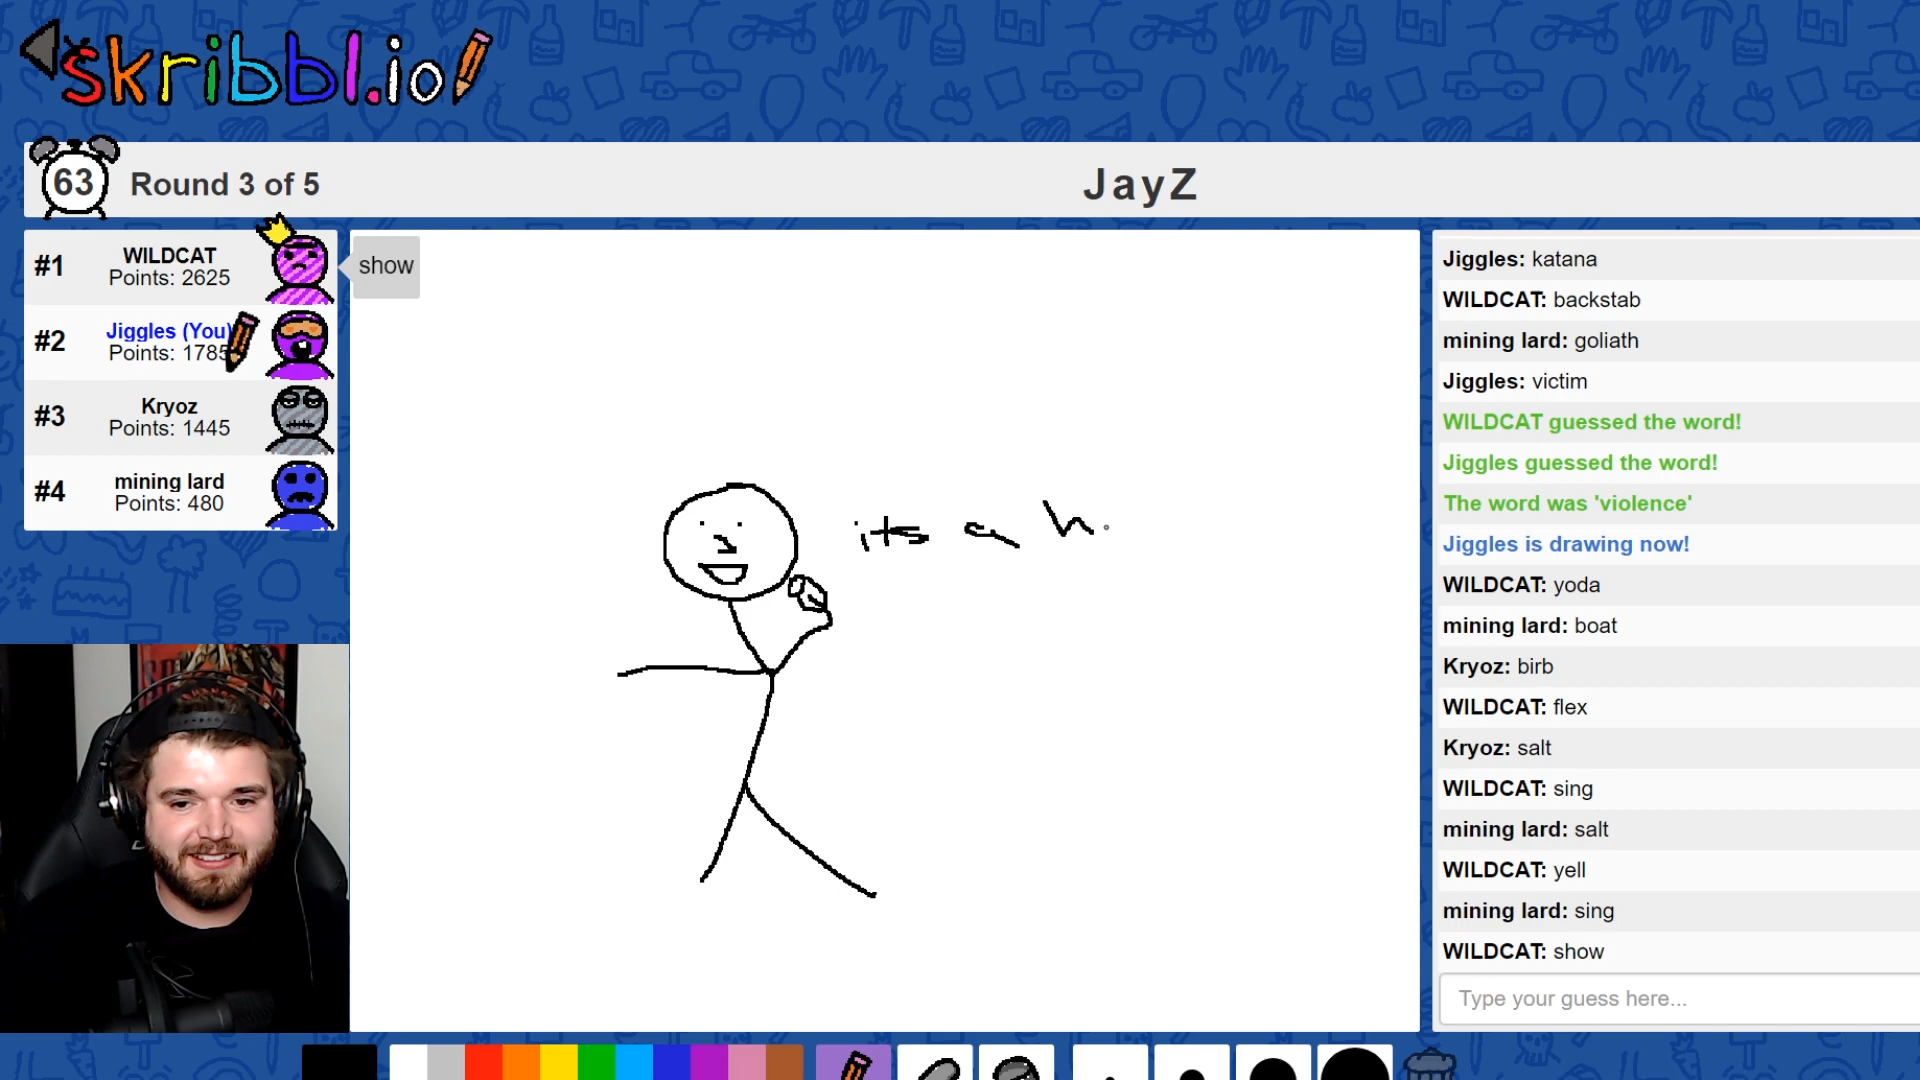 skribbl.io
63 Round 3 of 5 JayZ
#1 WILDCAT
Points: 2625
show
#2 Jiggles (You)
Points: 1785
#3 Kryoz
Points: 1445
#4 mining lard
Points: 480
its a h
Jiggles: katana
WILDCAT: backstab
mining lard: goliath
Jiggles: victim
WILDCAT guessed the word!
Jiggles guessed the word!
The word was 'violence'
Jiggles is drawing now!
WILDCAT: yoda
mining lard: boat
Kryoz: birb
WILDCAT: flex
Kryoz: salt
WILDCAT: sing
mining lard: salt
WILDCAT: yell
mining lard: sing
WILDCAT: show
Type your guess here...